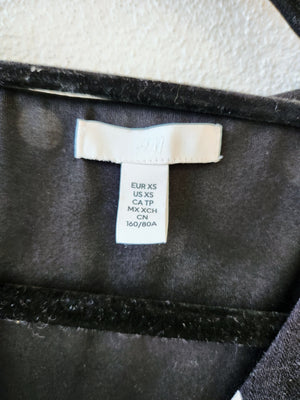 EUR XS
US XS
CA TP
MX XCH
CN
160/80A